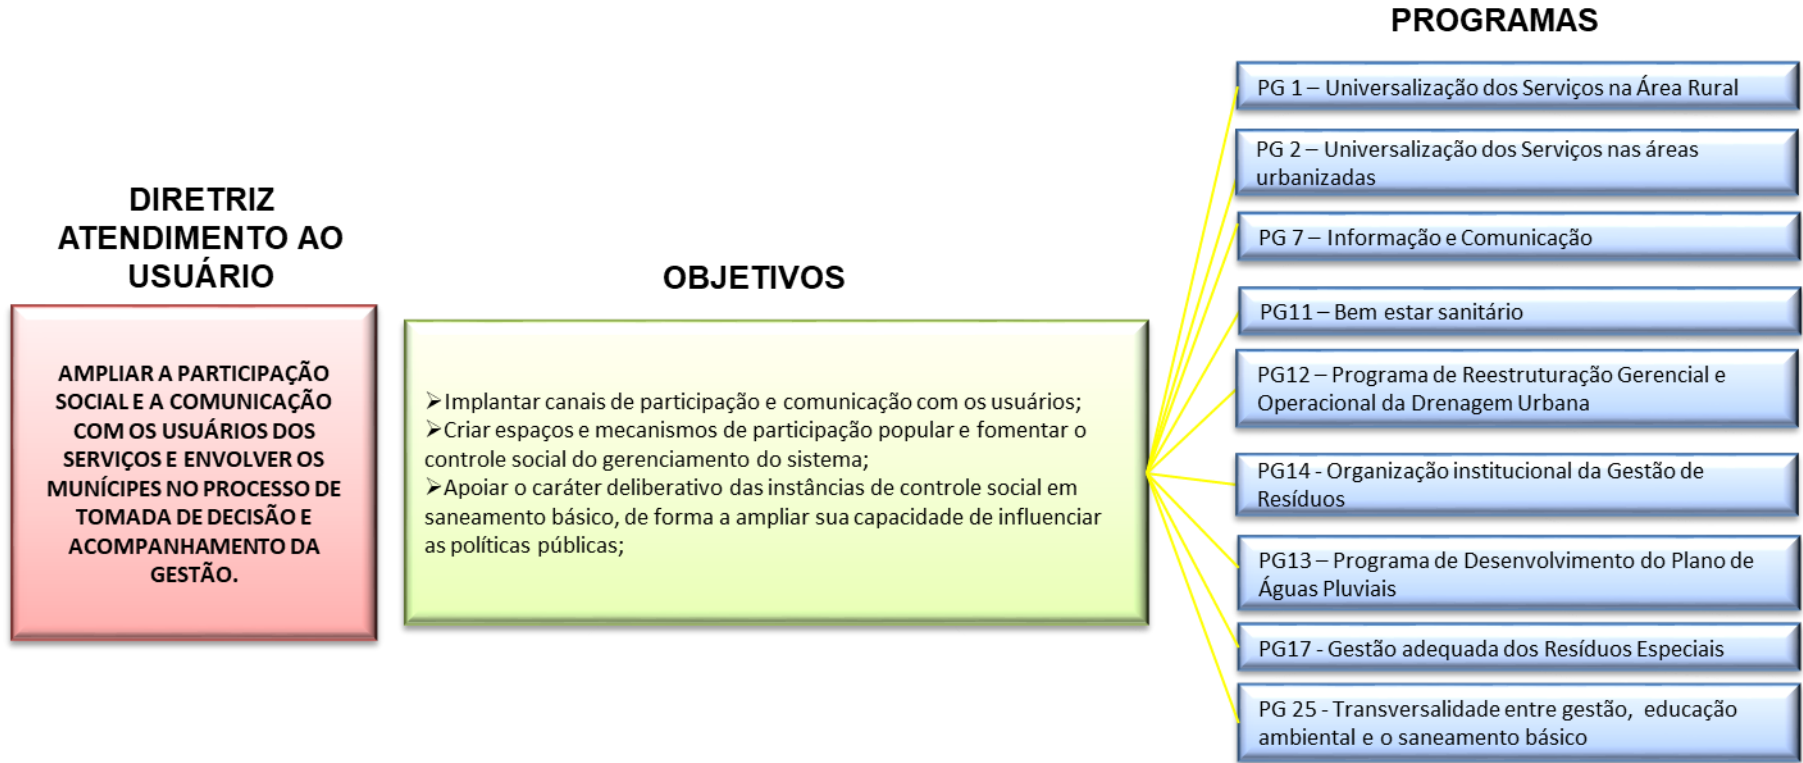 DIRETRIZ
ATENDIMENTO AO
USUÁRIO
AMPLIAR A PARTICIPAÇÃO
SOCIAL E A COMUNICAÇÃO
COM OS USUÁRIOS DOS
SERVIÇOS E ENVOLVER OS
MUNÍCIPES NO PROCESSO DE
TOMADA DE DECISÃO E
ACOMPANHAMENTO DA
GESTÃO.
OBJETIVOS
➢Implantar canais de participação e comunicação com os usuários;
➢Criar espaços e mecanismos de participação popular e fomentar o
controle social do gerenciamento do sistema;
➢Apoiar o caráter deliberativo das instâncias de controle social em
saneamento básico, de forma a ampliar sua capacidade de influenciar
as políticas públicas;
PROGRAMAS
PG 1 – Universalização dos Serviços na Área Rural
PG 2 – Universalização dos Serviços nas áreas
urbanizadas
PG 7 – Informação e Comunicação
PG11 – Bem estar sanitário
PG12 – Programa de Reestruturação Gerencial e
Operacional da Drenagem Urbana
PG14 - Organização institucional da Gestão de
Resíduos
PG13 – Programa de Desenvolvimento do Plano de
Águas Pluviais
PG17 - Gestão adequada dos Resíduos Especiais
PG 25 - Transversalidade entre gestão, educação
ambiental e o saneamento básico